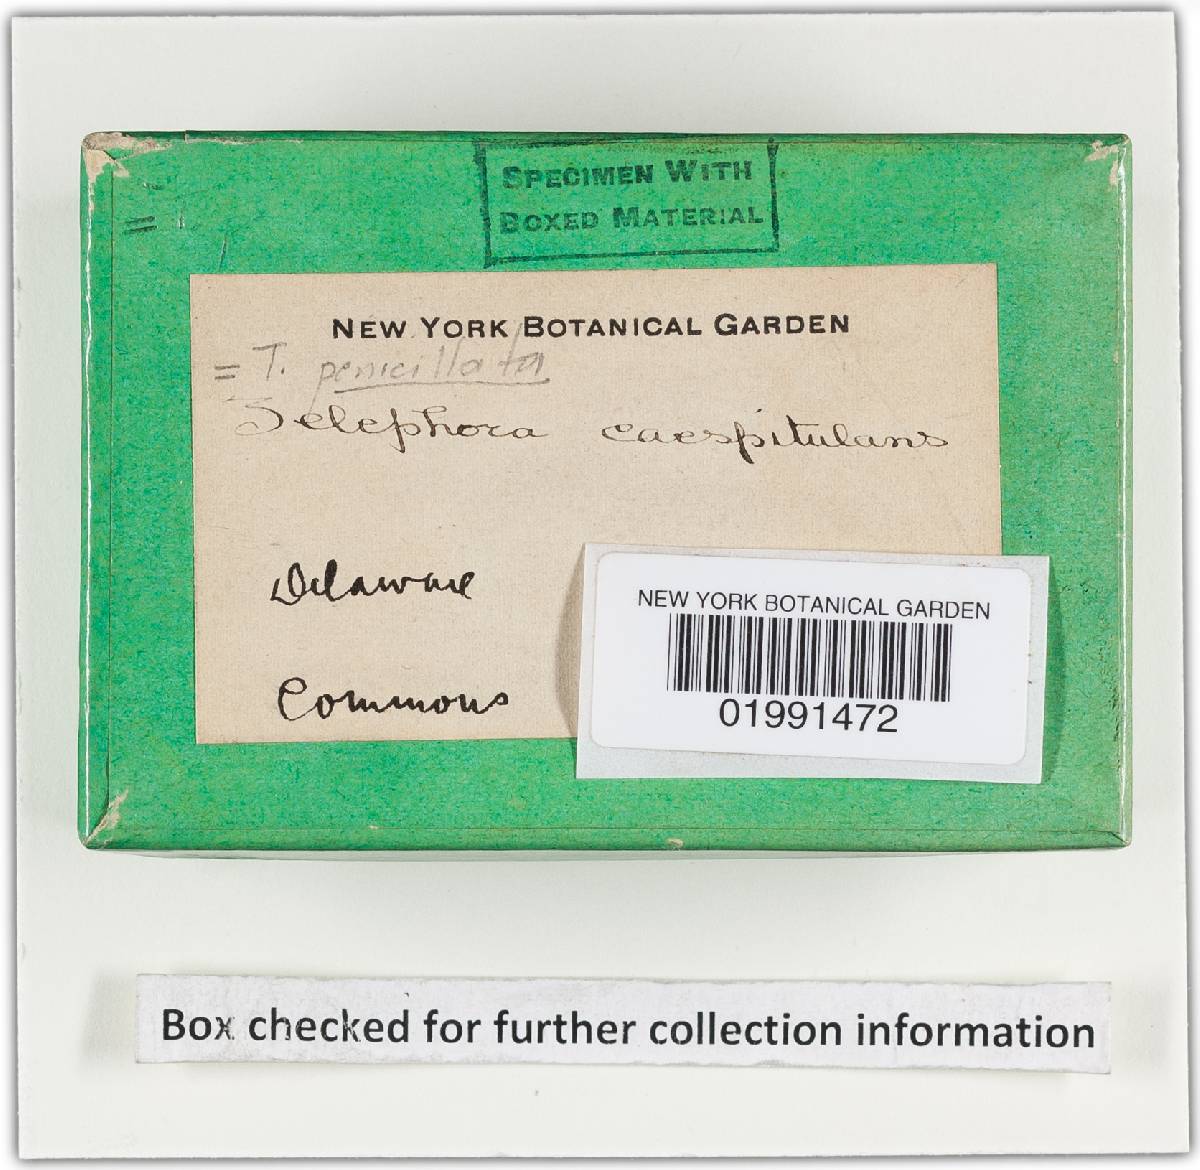 SPECIMEN WITH
BOXED MATERIAL
=
NEW YORK BOTANICAL GARDEN
= T. penicillata
Telephora caespitulans
Delaware
Commons
NEW YORK BOTANICAL GARDEN
01991472
Box checked for further collection information